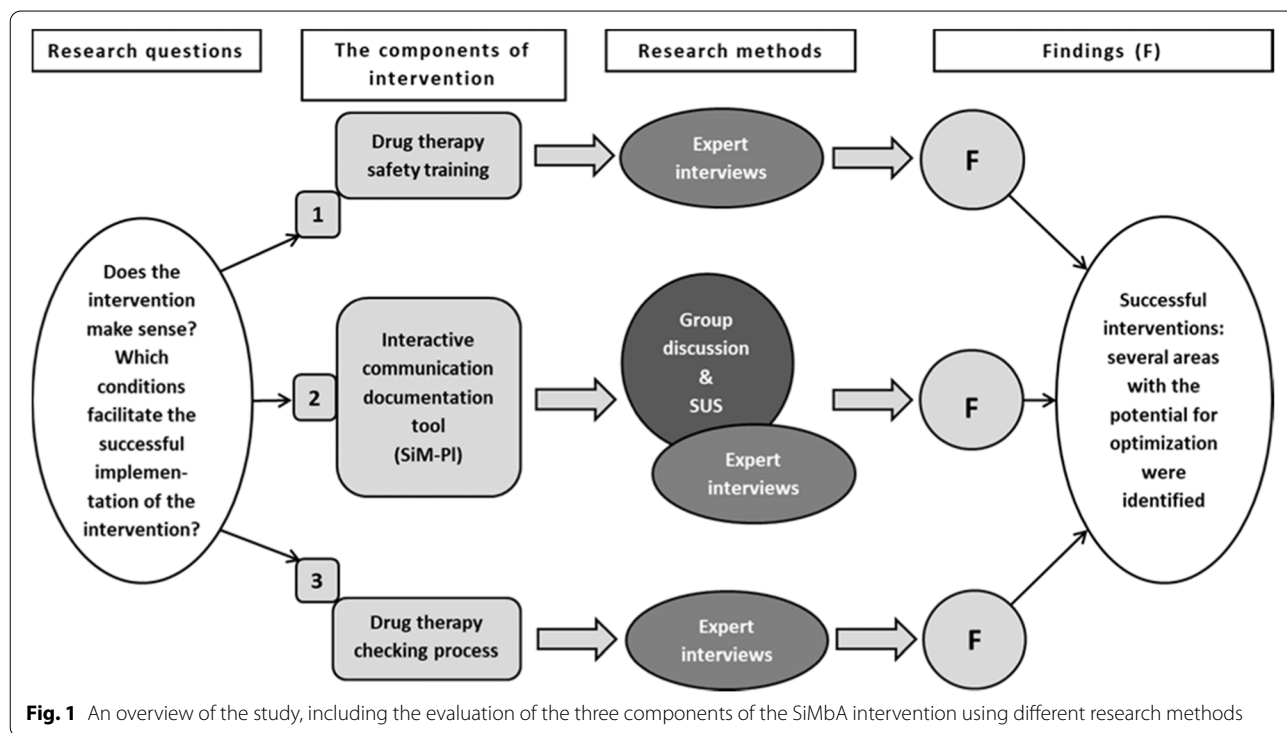 Research questions
The components of
intervention
Research methods
Findings (F)
Does the
intervention
make sense?
Which
conditions
facilitate the
successful
implemen-
tation of the
intervention?
1
Drug therapy
safety training
Expert
interviews
F
2
Interactive
communication
documentation
tool
(SiM-Pl)
Group
discussion
&
SUS
Expert
interviews
F
3
Drug therapy
checking process
Expert
interviews
F
Successful
interventions:
several areas
with the
potential for
optimization
were
identified
Fig. 1 An overview of the study, including the evaluation of the three components of the SiMbA intervention using different research methods